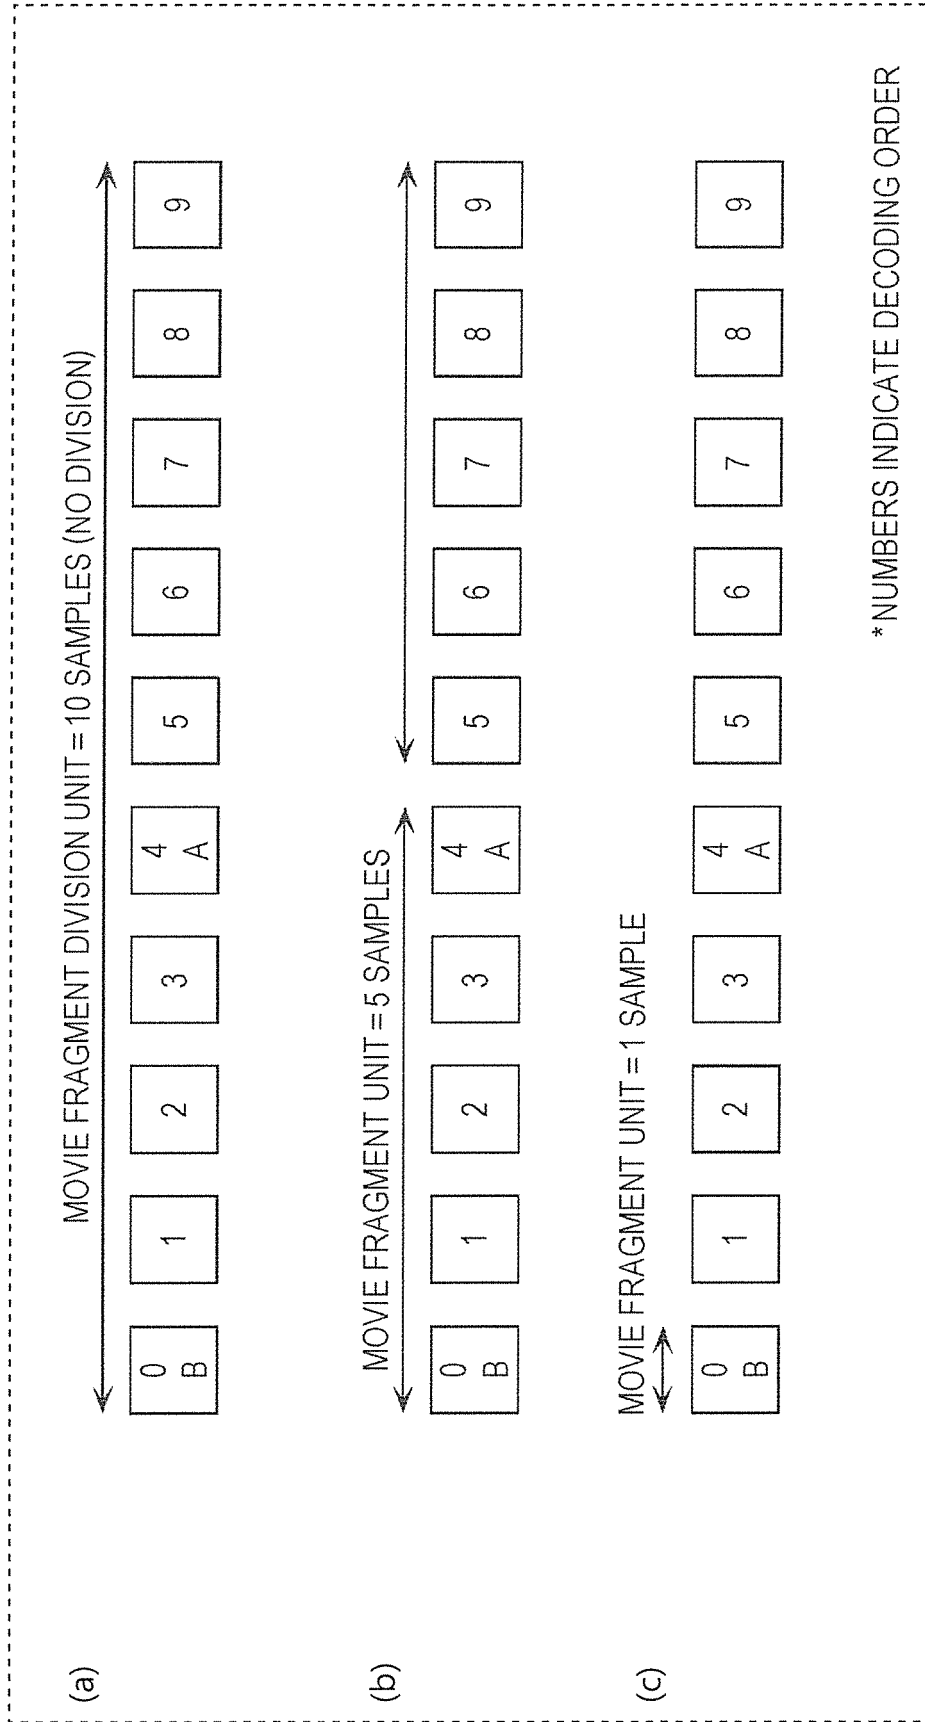 (a)
MOVIE FRAGMENT DIVISION UNIT = 10 SAMPLES (NO DIVISION)
0 1 2 3 4 5 6 7 8 9
B A
(b)
MOVIE FRAGMENT UNIT = 5 SAMPLES
0 1 2 3 4 5 6 7 8 9
B A
(c)
MOVIE FRAGMENT UNIT = 1 SAMPLE
0 1 2 3 4 5 6 7 8 9
B A
* NUMBERS INDICATE DECODING ORDER